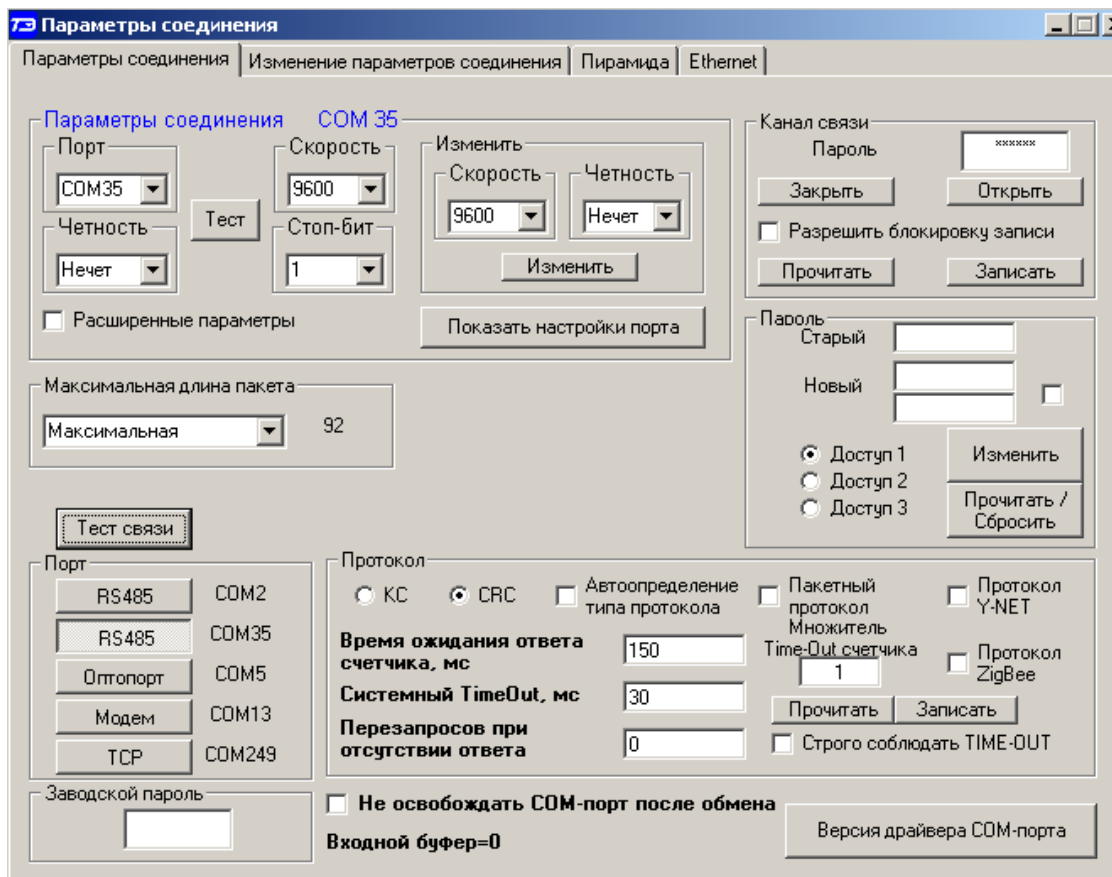 ТЭ Параметры соединения
Параметры соединения
Изменение параметров соединения
Пирамида
Ethernet
Параметры соединения COM 35
Порт
COM35
Четность
Нечет
Тест
Скорость
9600
Стоп-бит
1
Изменить
Скорость
9600
Четность
Нечет
Изменить
Расширенные параметры
Показать настройки порта
Канал связи
Пароль
××××××
Закрыть
Открыть
Разрешить блокировку записи
Прочитать
Записать
Пароль
Старый
Новый
Доступ 1
Доступ 2
Доступ 3
Изменить
Прочитать /
Сбросить
Максимальная длина пакета
Максимальная
92
Тест связи
Порт
RS485 COM2
RS485 COM35
Оптопорт COM5
Модем COM13
TCP COM249
Протокол
КС
CRC
Автоопределение
типа протокола
Пакетный
протокол
Протокол
Y-NET
Время ожидания ответа
счетчика, мс
150
Множитель
Time-Out счетчика
1
Протокол
ZigBee
Системный TimeOut, мс
30
Прочитать
Записать
Перезапросов при
отсутствии ответа
0
Строго соблюдать TIME-OUT
Заводской пароль
Не освобождать COM-порт после обмена
Входной буфер=0
Версия драйвера COM-порта